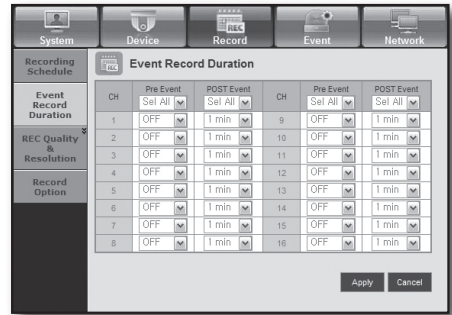 System Device Record Event Network
Recording
Schedule
Event
Record
Duration
REC Quality
&
Resolution
Record
Option
REC
REC Event Record Duration
CH Pre Event POST Event CH Pre Event POST Event
Sel All Sel All Sel All Sel All
1 OFF 1 min 9 OFF 1 min
2 OFF 1 min 10 OFF 1 min
3 OFF 1 min 11 OFF 1 min
4 OFF 1 min 12 OFF 1 min
5 OFF 1 min 13 OFF 1 min
6 OFF 1 min 14 OFF 1 min
7 OFF 1 min 15 OFF 1 min
8 OFF 1 min 16 OFF 1 min
Apply Cancel